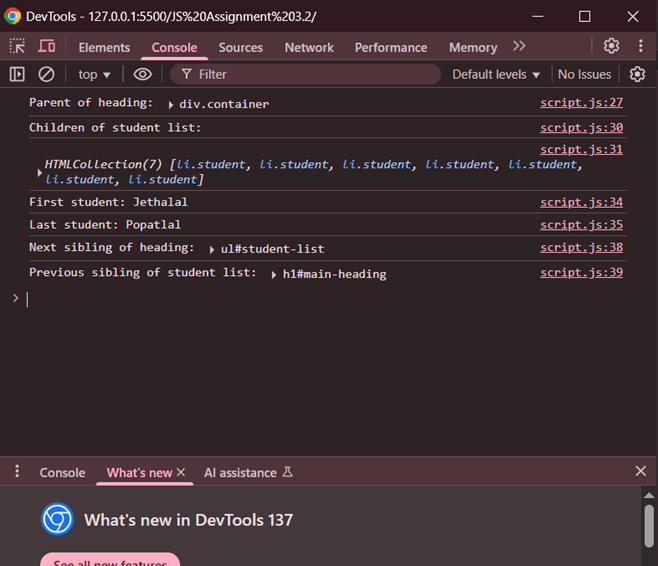 DevTools - 127.0.0.1:5500/JS%20Assignment%203.2/
Elements Console Sources Network Performance Memory
top Filter Default levels No Issues
Parent of heading: div.container script.js:27
Children of student list: script.js:30
script.js:31
HTMLCollection(7) [li.student, li.student, li.student, li.student, li.student,
li.student, li.student]
First student: Jethalal script.js:34
Last student: Popatlal script.js:35
Next sibling of heading: ul#student-list script.js:38
Previous sibling of student list: h1#main-heading script.js:39
Console What's new AI assistance
What's new in DevTools 137
See all new features